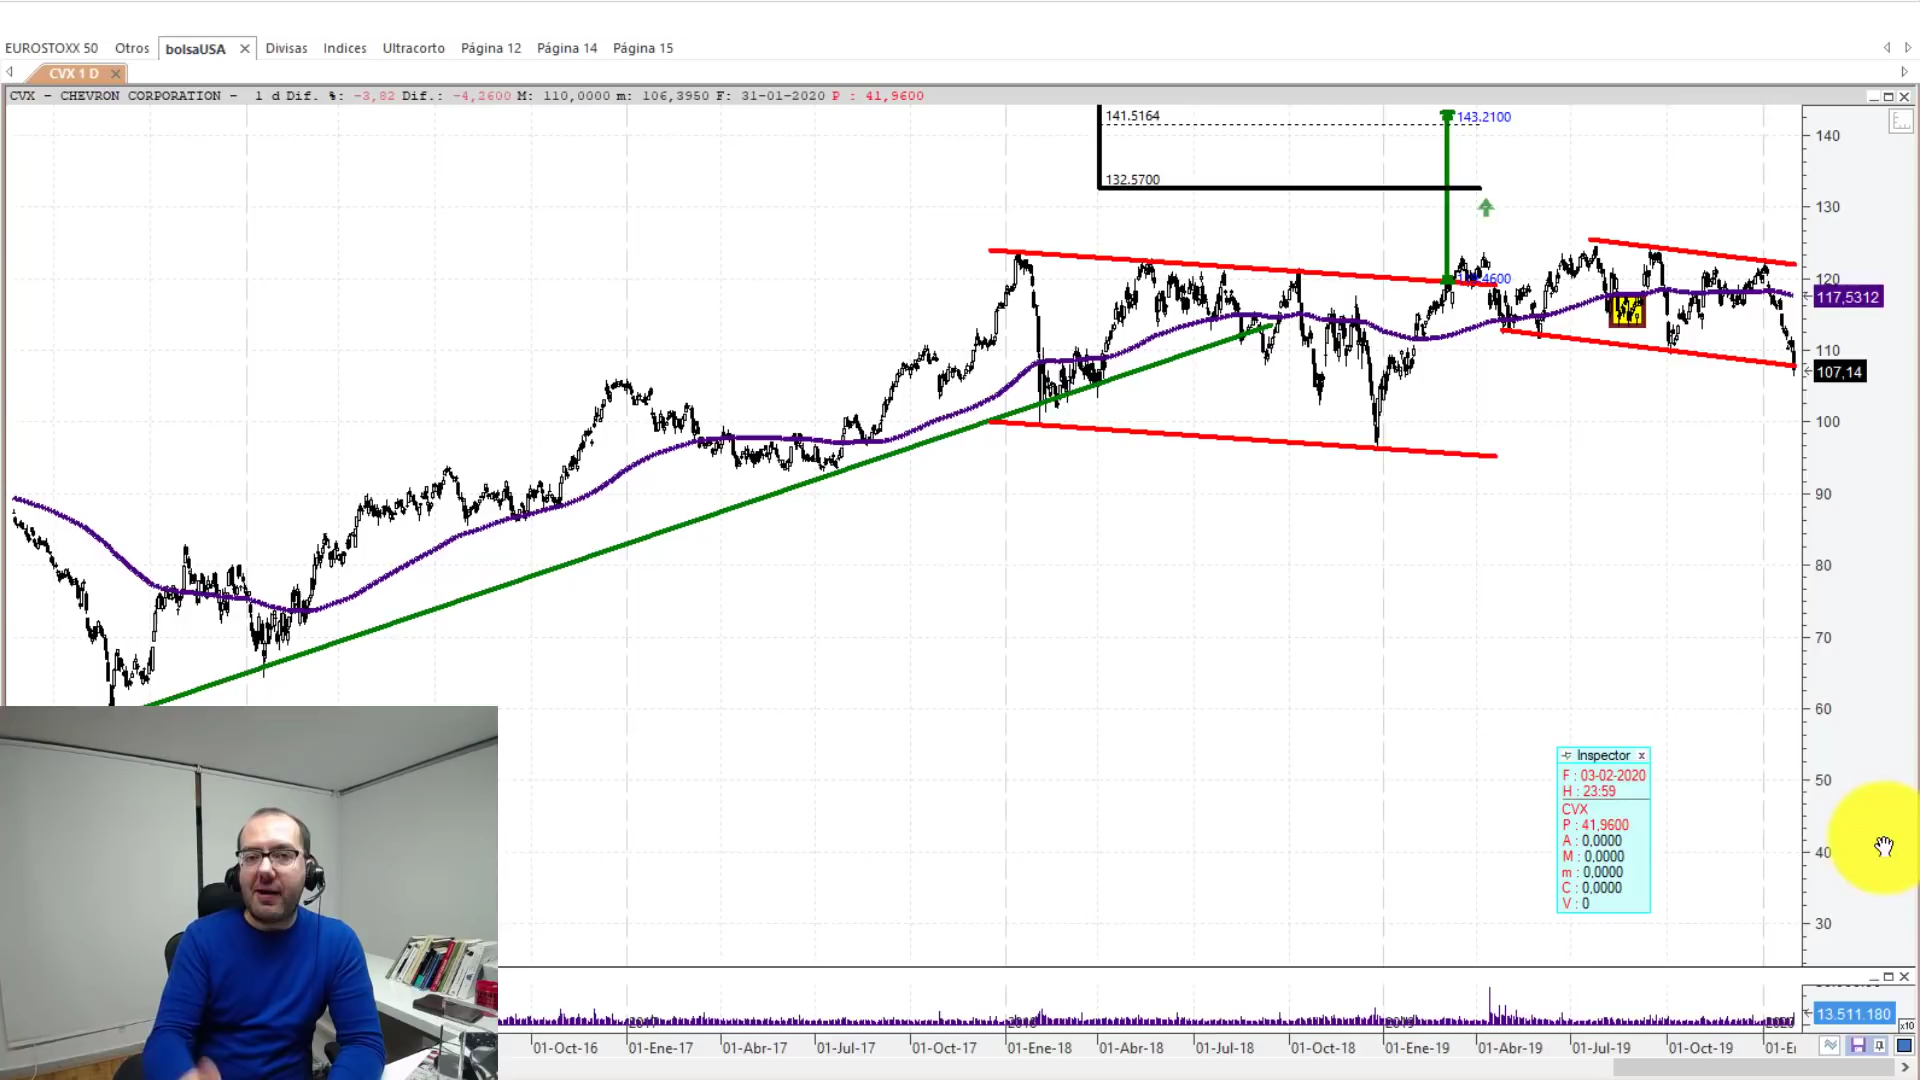 EUROSTOXX 50 Otros bolsaUSA Divisas Indices Ultracorto Página 12 Página 14 Página 15
CVX 1 D
CVX - CHEVRON CORPORATION - 1 d Dif. %: -3,82 Dif.: -4,2600 M: 110,0000 m: 106,3950 F: 31-01-2020 P : 41,9600
141.5164
143.2100
132.5700
140
130
120
117,5312
110
107,14
100
90
80
70
60
50
40
30
Inspector x
F : 03-02-2020
H : 23:59
CVX
P : 41,9600
A : 0,0000
M : 0,0000
m : 0,0000
C : 0,0000
V : 0
13.511.180
x10
01-Oct-16 01-Ene-17 01-Abr-17 01-Jul-17 01-Oct-17 01-Ene-18 01-Abr-18 01-Jul-18 01-Oct-18 01-Ene-19 01-Abr-19 01-Jul-19 01-Oct-19